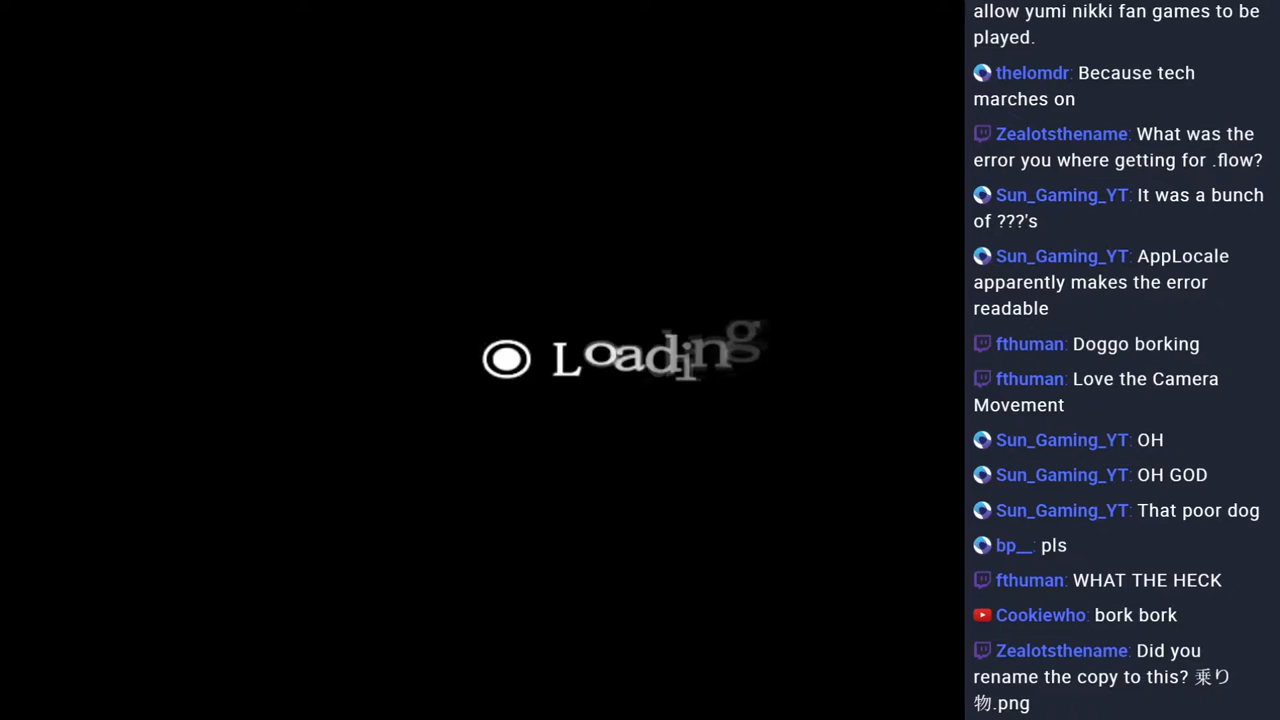 Loading
allow yumi nikki fan games to be
played.
thelomdr: Because tech
marches on
Zealotsthename: What was the
error you where getting for .flow?
Sun_Gaming_YT: It was a bunch
of ???'s
Sun_Gaming_YT: AppLocale
apparently makes the error
readable
fthuman: Doggo borking
fthuman: Love the Camera
Movement
Sun_Gaming_YT: OH
Sun_Gaming_YT: OH GOD
Sun_Gaming_YT: That poor dog
bp__: pls
fthuman: WHAT THE HECK
Cookiewho: bork bork
Zealotsthename: Did you
rename the copy to this? 乗り
物.png